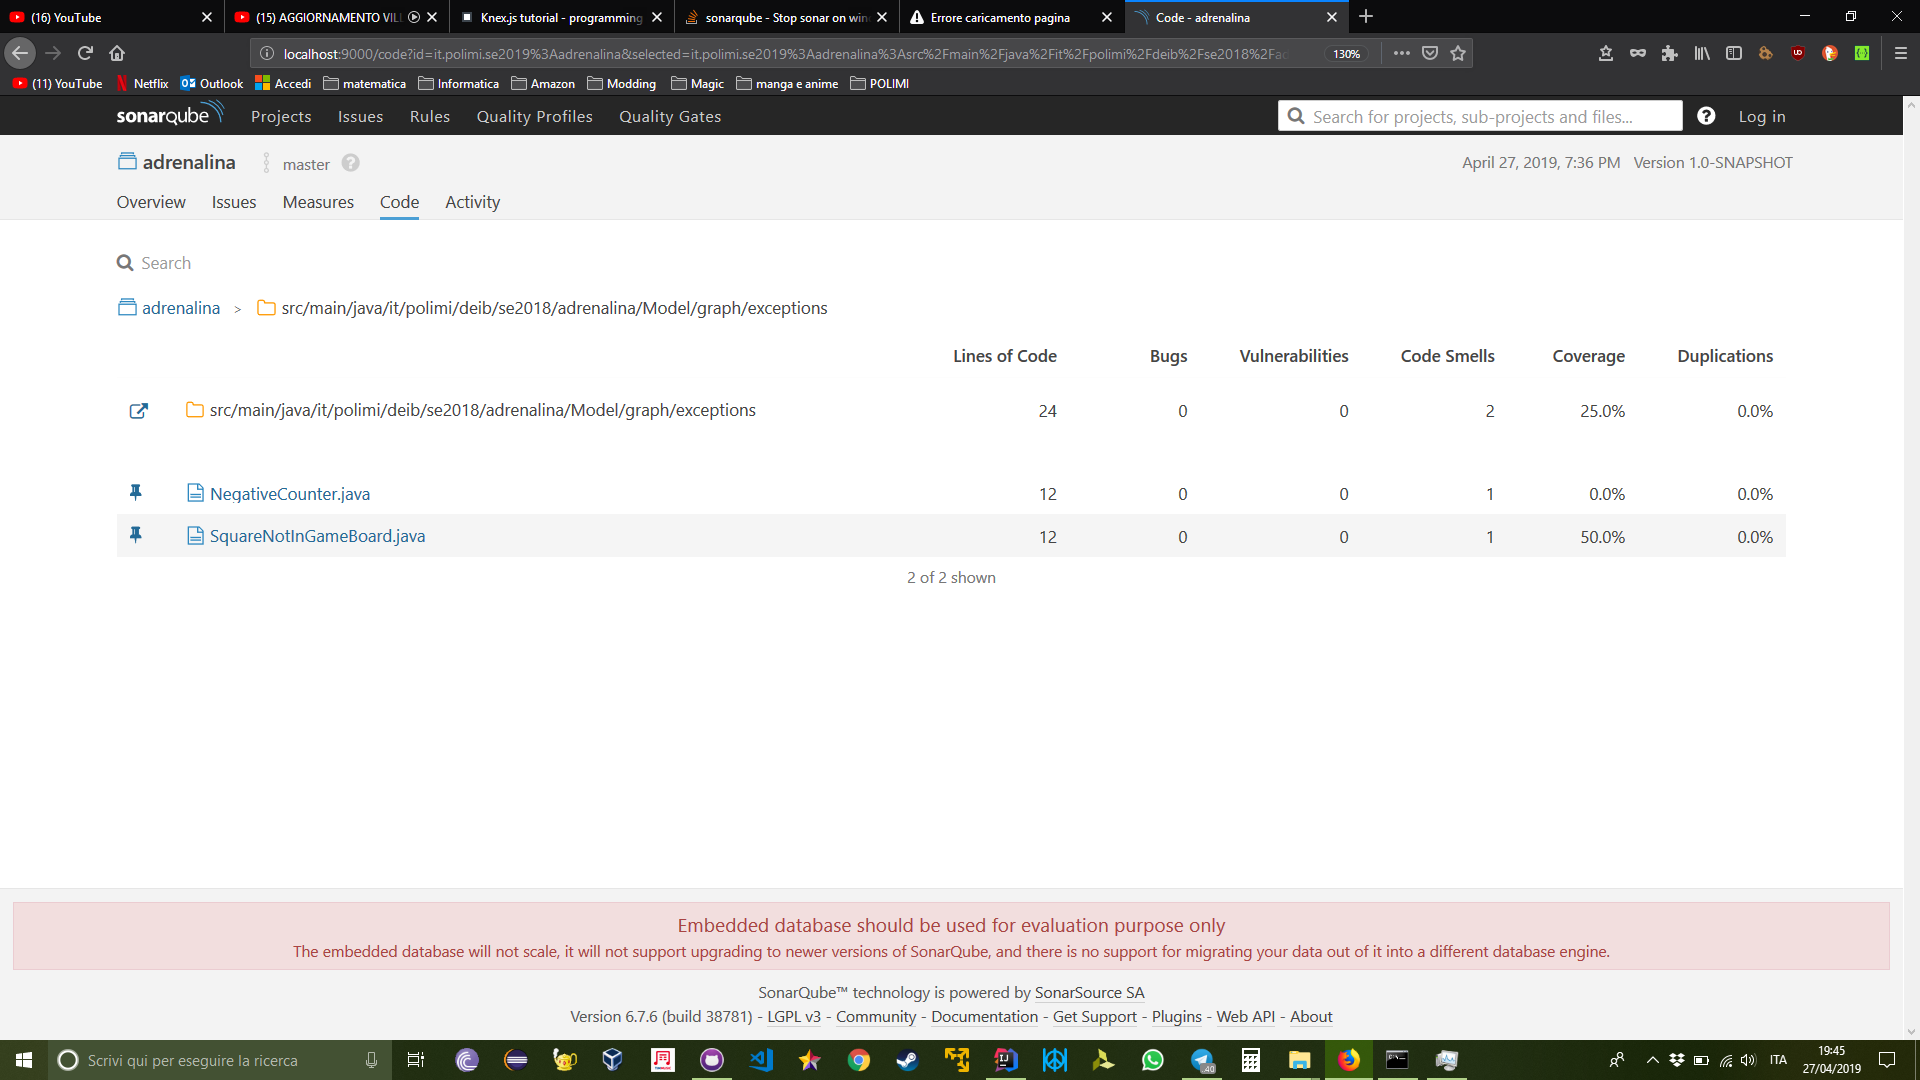 (16) YouTube
(15) AGGIORNAMENTO VIL
Knex.js tutorial - programming
sonarqube - Stop sonar on win
Errore caricamento pagina
Code - adrenalina
localhost:9000/code?id=it.polimi.se2019%3Aadrenalina&selected=it.polimi.se2019%3Aadrenalina%3Asrc%2Fmain%2Fjava%2Fit%2Fpolimi%2Fdeib%2Fse2018%2Fad
130%
(11) YouTube
Netflix
Outlook
Accedi
matematica
Informatica
Amazon
Modding
Magic
manga e anime
POLIMI
sonarqube
Projects
Issues
Rules
Quality Profiles
Quality Gates
Search for projects, sub-projects and files...
Log in
adrenalina
master
April 27, 2019, 7:36 PM Version 1.0-SNAPSHOT
Overview
Issues
Measures
Code
Activity
Search
adrenalina > src/main/java/it/polimi/deib/se2018/adrenalina/Model/graph/exceptions
Lines of Code Bugs Vulnerabilities Code Smells Coverage Duplications
src/main/java/it/polimi/deib/se2018/adrenalina/Model/graph/exceptions 24 0 0 2 25.0% 0.0%
NegativeCounter.java 12 0 0 1 0.0% 0.0%
SquareNotInGameBoard.java 12 0 0 1 50.0% 0.0%
2 of 2 shown
Embedded database should be used for evaluation purpose only
The embedded database will not scale, it will not support upgrading to newer versions of SonarQube, and there is no support for migrating your data out of it into a different database engine.
SonarQube™ technology is powered by SonarSource SA
Version 6.7.6 (build 38781) - LGPL v3 - Community - Documentation - Get Support - Plugins - Web API - About
Scrivi qui per eseguire la ricerca
ITA
19:45
27/04/2019